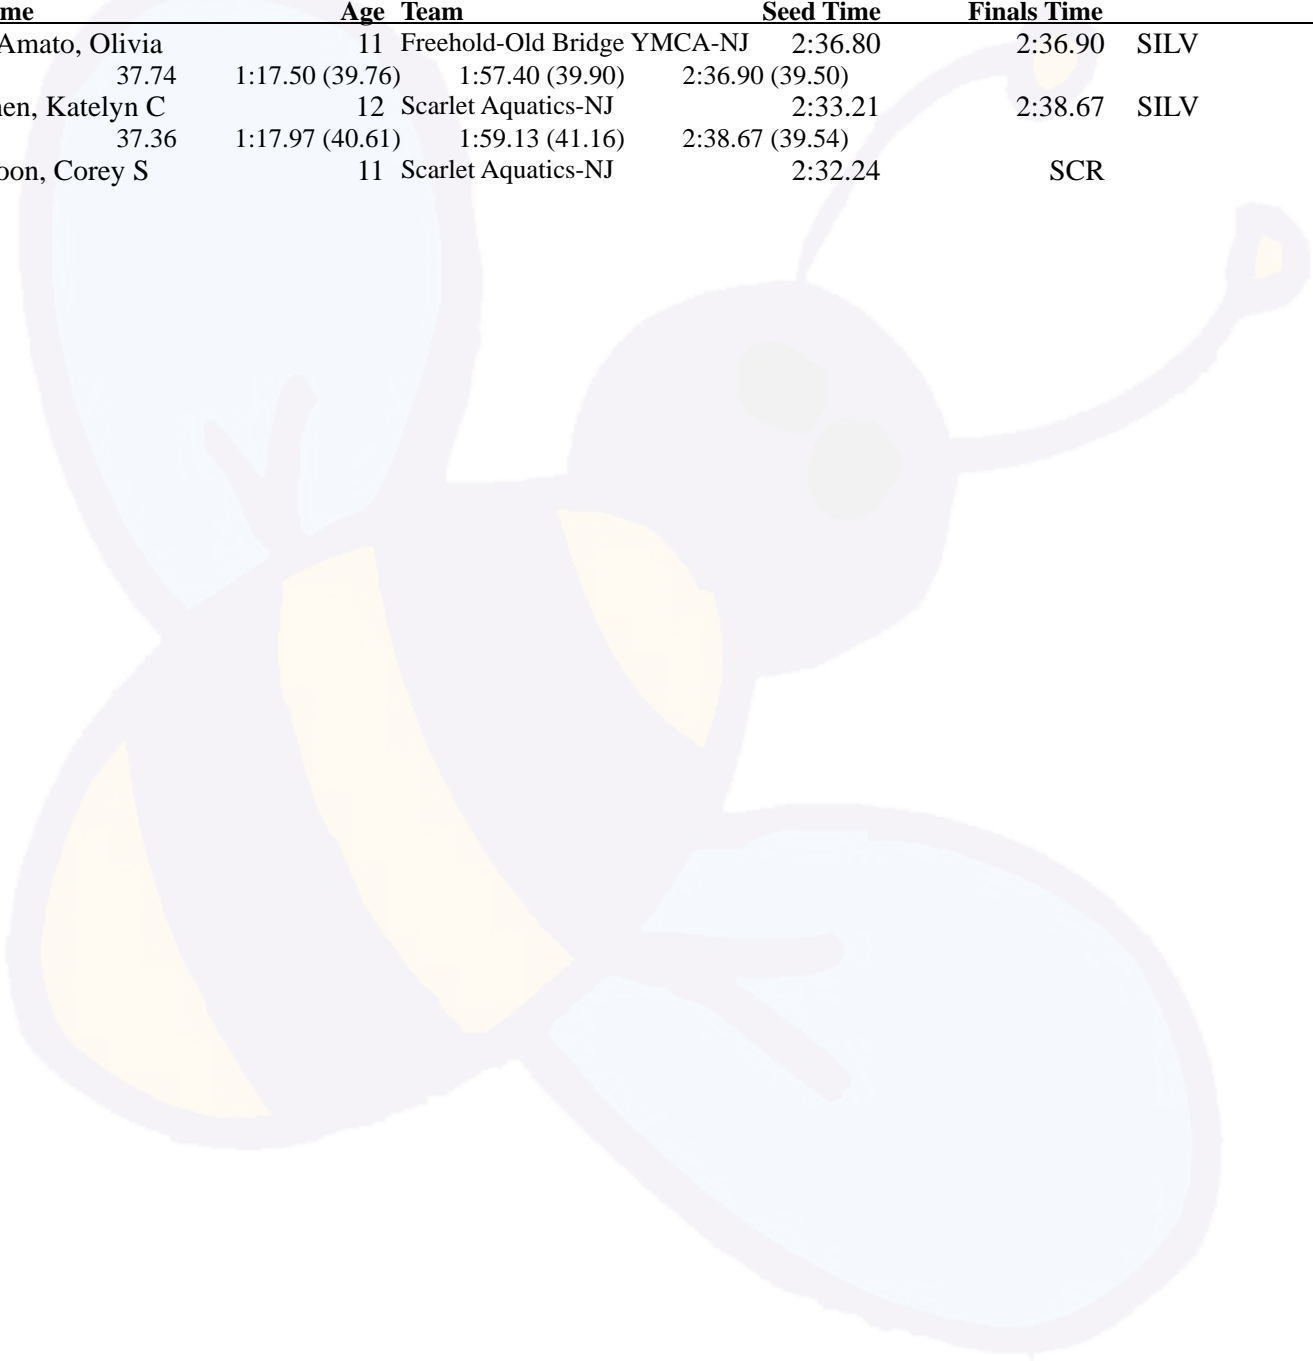 me Age Team Seed Time Finals Time
Amato, Olivia 11 Freehold-Old Bridge YMCA-NJ 2:36.80 2:36.90 SILV
37.74 1:17.50 (39.76) 1:57.40 (39.90) 2:36.90 (39.50)
en, Katelyn C 12 Scarlet Aquatics-NJ 2:33.21 2:38.67 SILV
37.36 1:17.97 (40.61) 1:59.13 (41.16) 2:38.67 (39.54)
oon, Corey S 11 Scarlet Aquatics-NJ 2:32.24 SCR